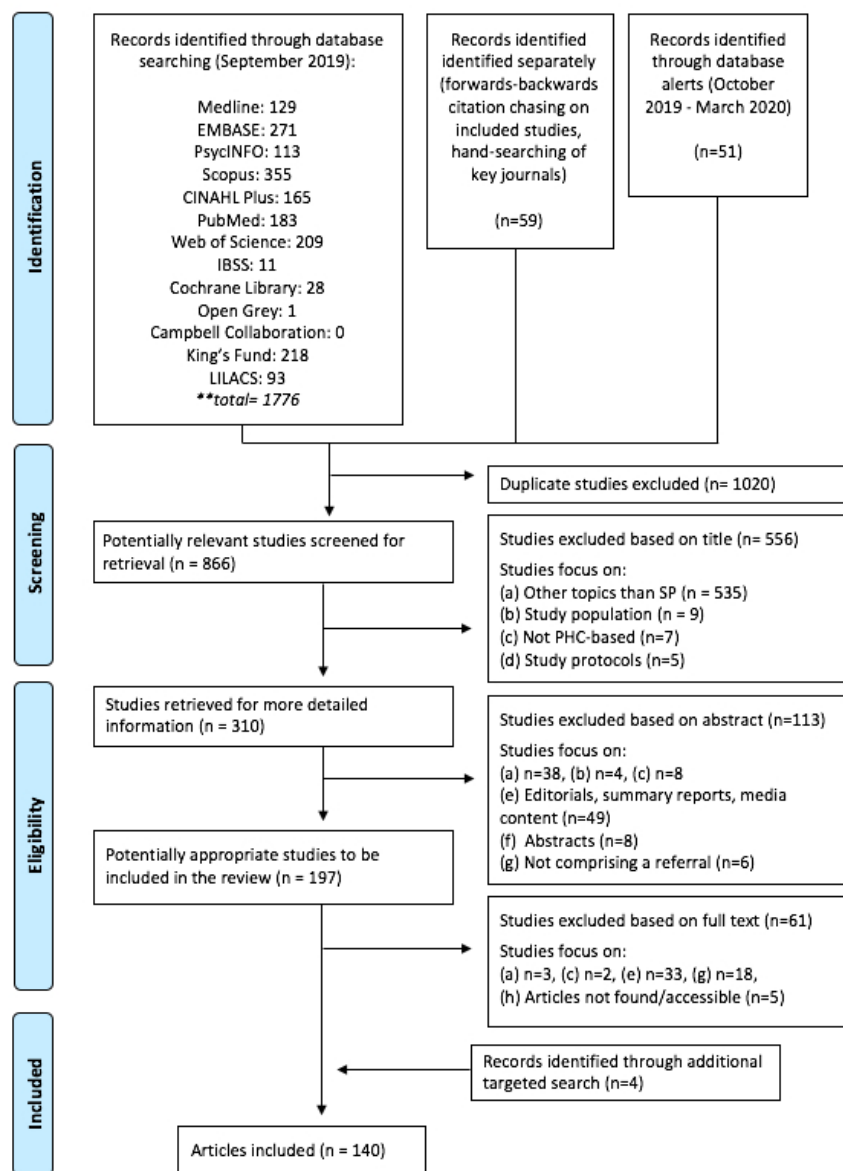 Identification
Records identified through database
searching (September 2019):
Medline: 129
EMBASE: 271
PsycINFO: 113
Scopus: 355
CINAHL Plus: 165
PubMed: 183
Web of Science: 209
IBSS: 11
Cochrane Library: 28
Open Grey: 1
Campbell Collaboration: 0
King's Fund: 218
LILACS: 93
**total= 1776
Records identified
identified separately
(forwards-backwards
citation chasing on
included studies,
hand-searching of
key journals)
(n=59)
Records identified
through database
alerts (October
2019 - March 2020)
(n=51)
Screening
Duplicate studies excluded (n= 1020)
Potentially relevant studies screened for
retrieval (n = 866)
Studies excluded based on title (n= 556)
Studies focus on:
(a) Other topics than SP (n = 535)
(b) Study population (n = 9)
(c) Not PHC-based (n=7)
(d) Study protocols (n=5)
Eligibility
Studies retrieved for more detailed
information (n = 310)
Studies excluded based on abstract (n=113)
Studies focus on:
(a) n=38, (b) n=4, (c) n=8
(e) Editorials, summary reports, media
content (n=49)
(f) Abstracts (n=8)
(g) Not comprising a referral (n=6)
Potentially appropriate studies to be
included in the review (n = 197)
Studies excluded based on full text (n=61)
Studies focus on:
(a) n=3, (c) n=2, (e) n=33, (g) n=18,
(h) Articles not found/accessible (n=5)
Included
Records identified through additional
targeted search (n=4)
Articles included (n = 140)